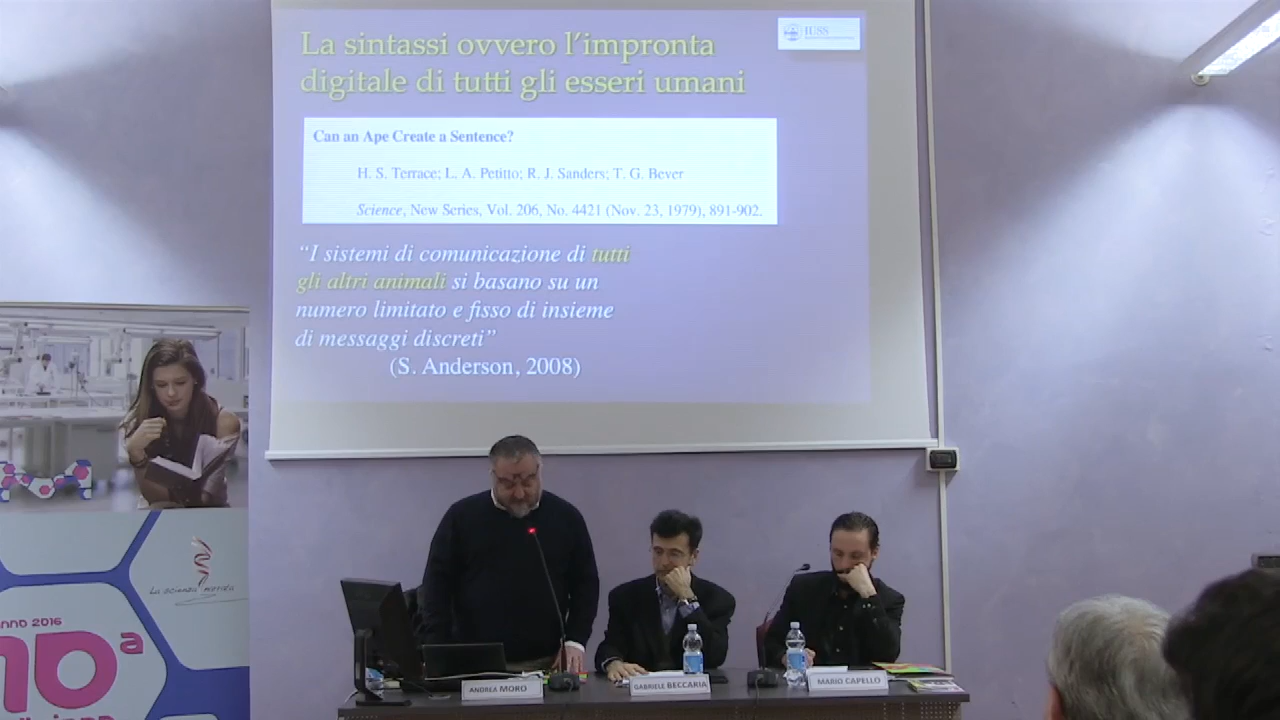 La sintassi ovvero l'impronta
digitale di tutti gli esseri umani
IUSS
Can an Ape Create a Sentence?
H. S. Terrace; L. A. Petitto; R. J. Sanders; T. G. Bever
Science, New Series, Vol. 206, No. 4421 (Nov. 23, 1979), 891-902.
“I sistemi di comunicazione di tutti
gli altri animali si basano su un
numero limitato e fisso di insieme
di messaggi discreti”
(S. Anderson, 2008)
La scienza
anno 2016
10ª
ANDREA MORO
GABRIELE BECCARIA
MARIO CAPELLO